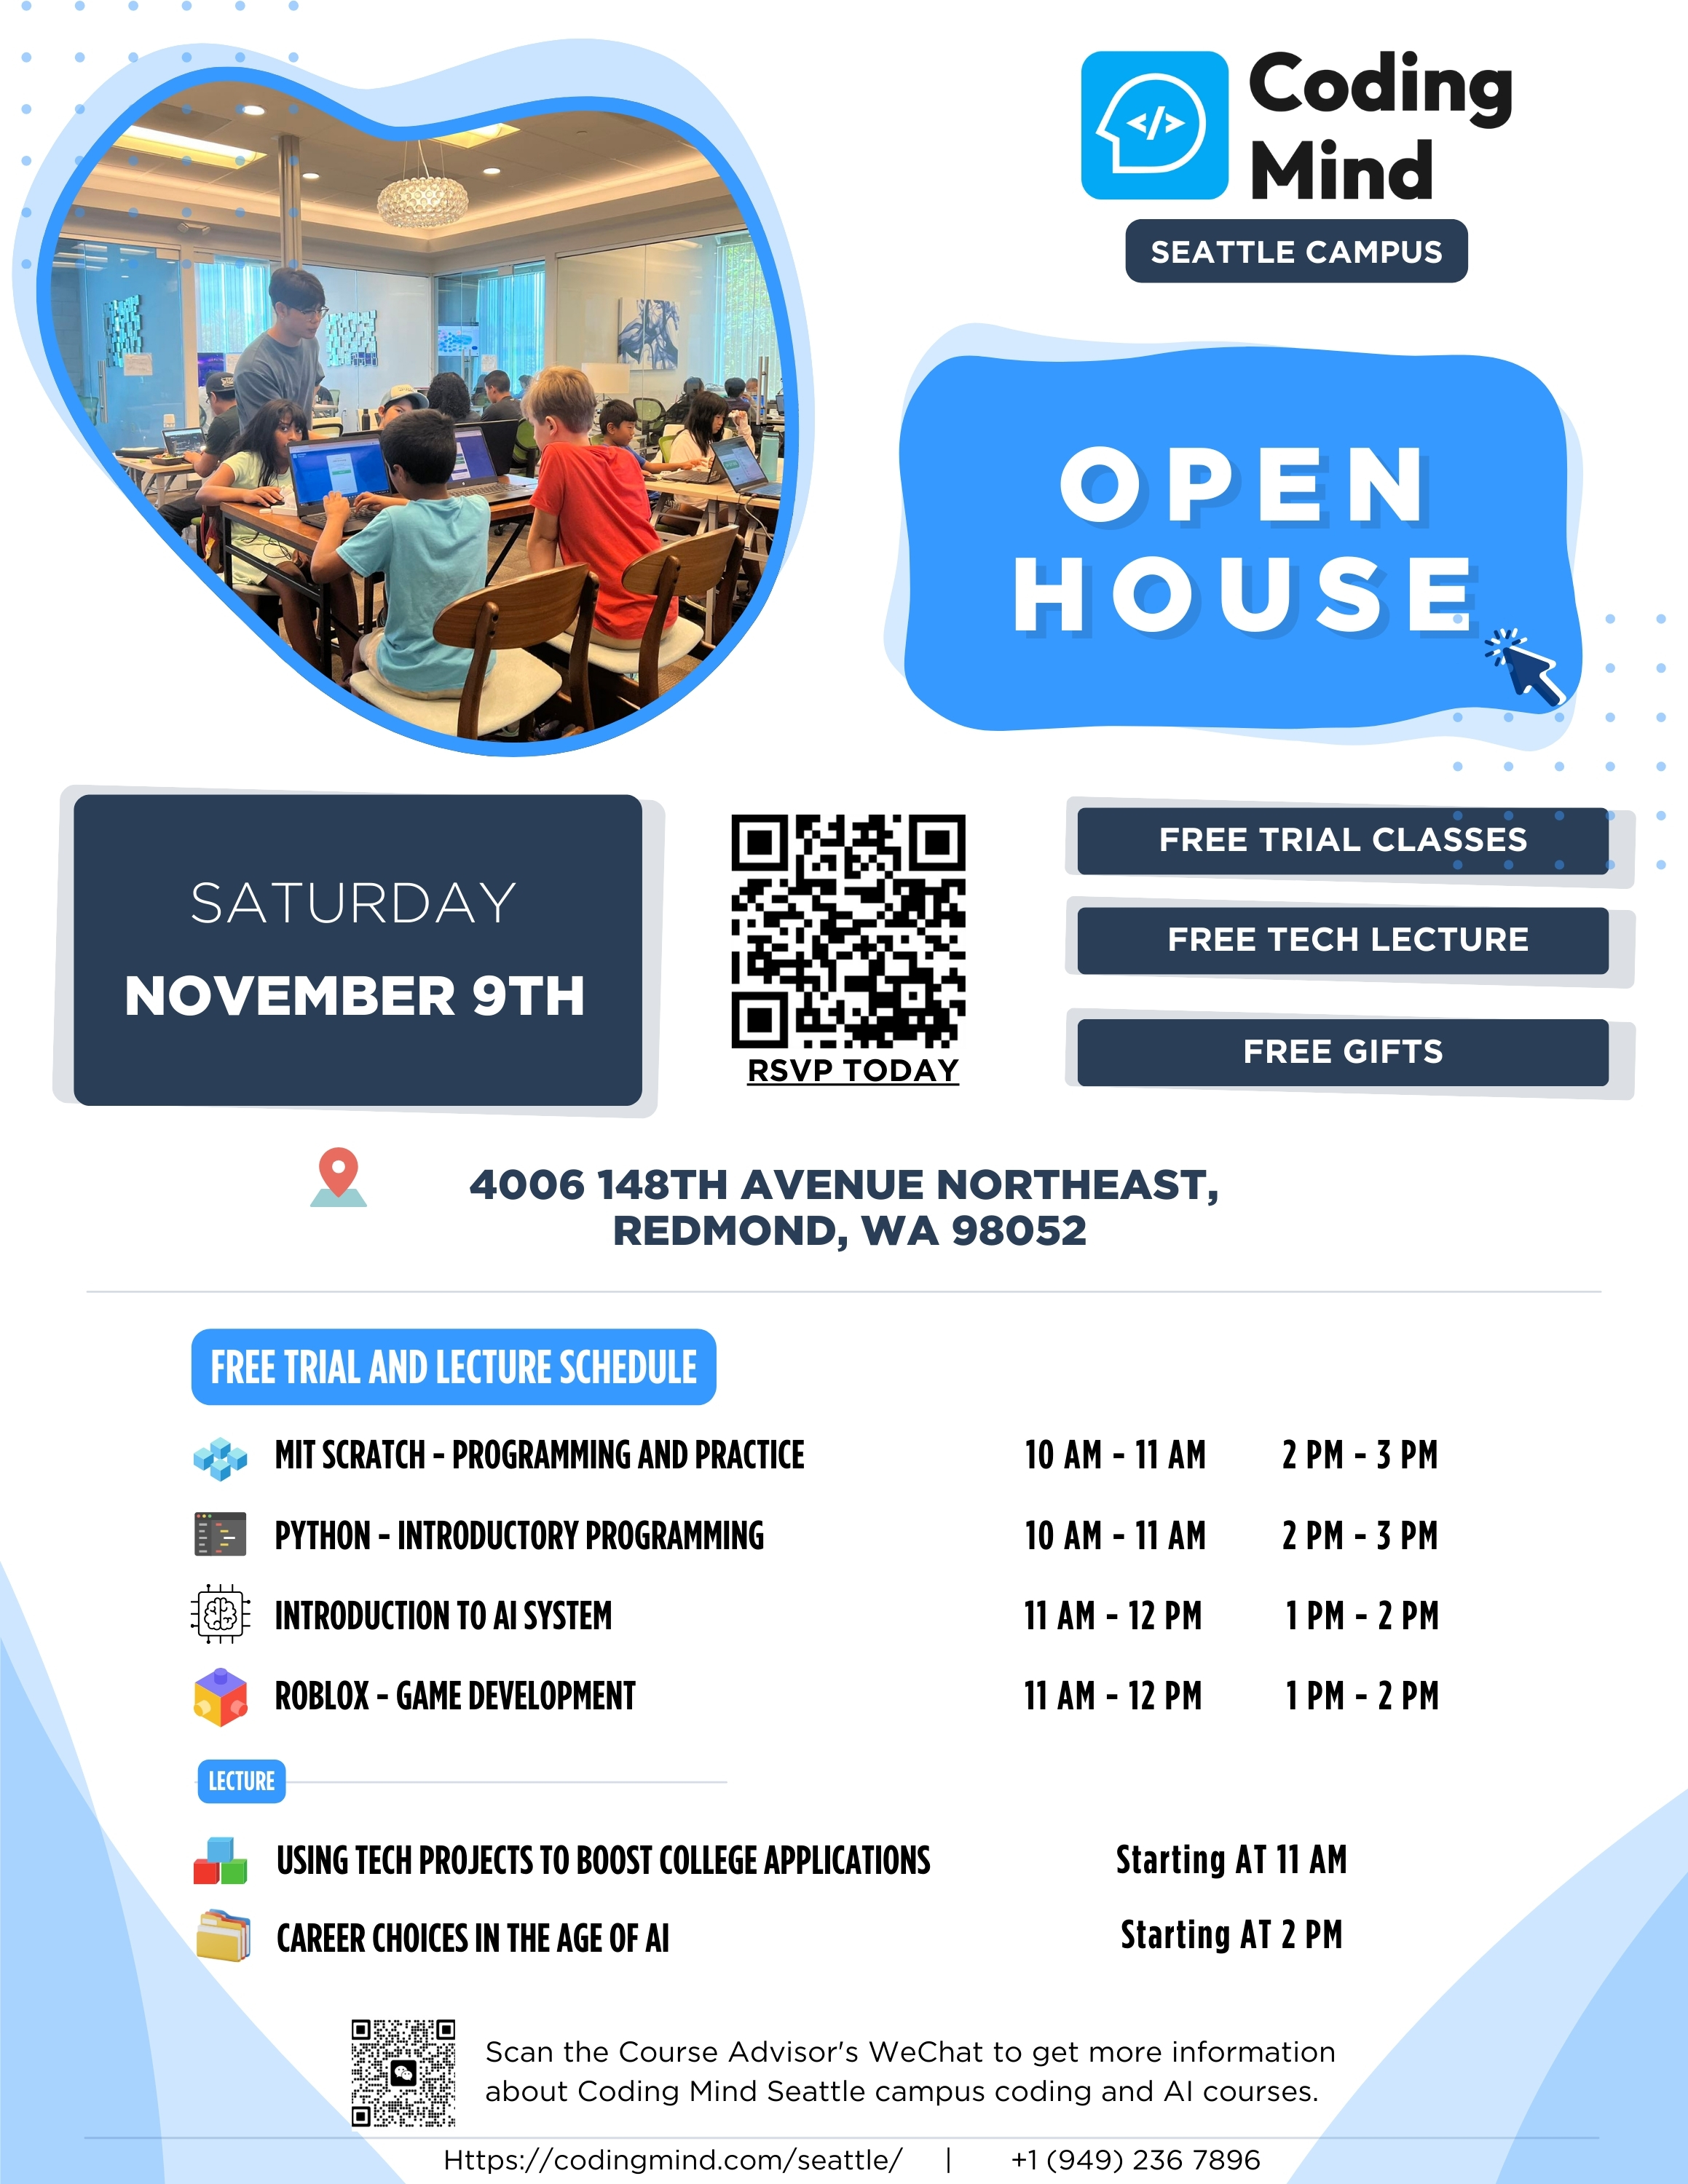 Coding
Mind
SEATTLE CAMPUS
OPEN
HOUSE
SATURDAY
NOVEMBER 9TH
RSVP TODAY
FREE TRIAL CLASSES
FREE TECH LECTURE
FREE GIFTS
4006 148TH AVENUE NORTHEAST,
REDMOND, WA 98052
FREE TRIAL AND LECTURE SCHEDULE
MIT SCRATCH - PROGRAMMING AND PRACTICE 10 AM - 11 AM 2 PM - 3 PM
PYTHON - INTRODUCTORY PROGRAMMING 10 AM - 11 AM 2 PM - 3 PM
INTRODUCTION TO AI SYSTEM 11 AM - 12 PM 1 PM - 2 PM
ROBLOX - GAME DEVELOPMENT 11 AM - 12 PM 1 PM - 2 PM
LECTURE
USING TECH PROJECTS TO BOOST COLLEGE APPLICATIONS Starting AT 11 AM
CAREER CHOICES IN THE AGE OF AI Starting AT 2 PM
Scan the Course Advisor's WeChat to get more information
about Coding Mind Seattle campus coding and AI courses.
Https://codingmind.com/seattle/ | +1 (949) 236 7896